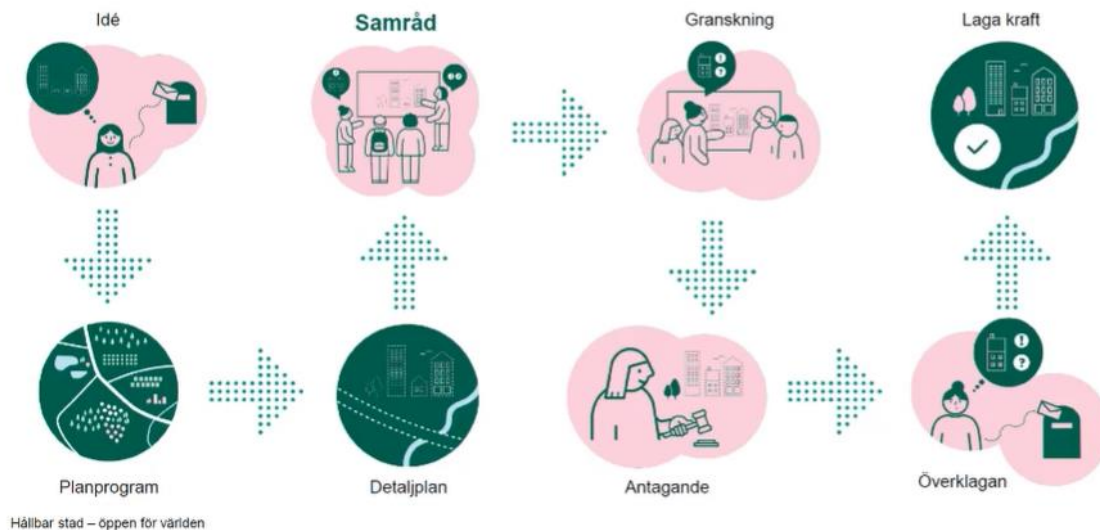 Idé
Samråd
Granskning
Laga kraft
Planprogram
Detaljplan
Antagande
Överklagan
Hållbar stad – öppen för världen